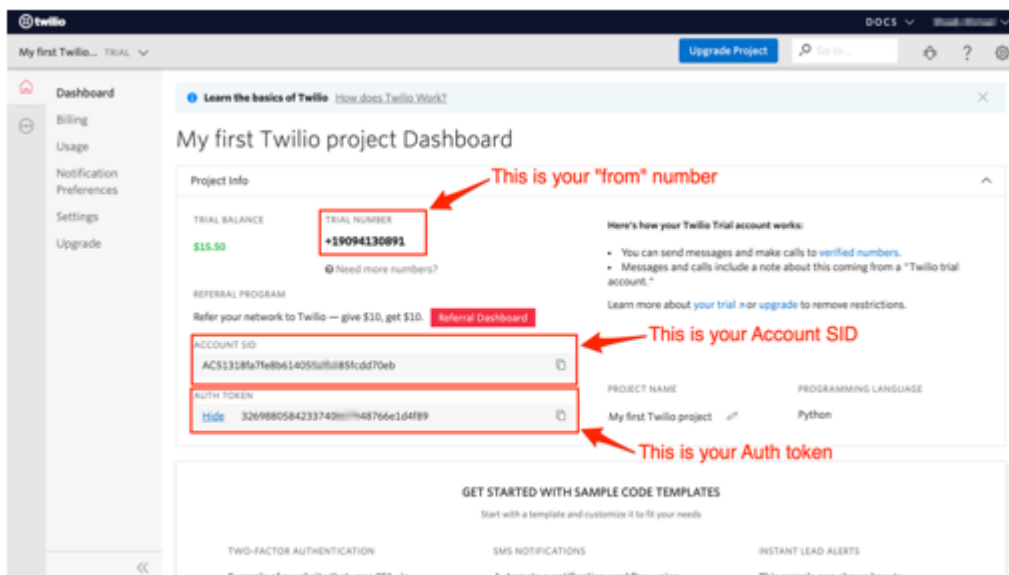 twilio
DOCS
My first Twilio... TRIAL
Upgrade Project
Go to...
Dashboard
Billing
Usage
Notification
Preferences
Settings
Upgrade
Learn the basics of Twilio How does Twilio Work?
My first Twilio project Dashboard
Project Info
This is your "from" number
TRIAL BALANCE
$15.50
TRIAL NUMBER
+19094130891
Need more numbers?
REFERRAL PROGRAM
Refer your network to Twilio — give $10, get $10. Referral Dashboard
Here's how your Twilio Trial account works:
• You can send messages and make calls to verified numbers.
• Messages and calls include a note about this coming from a "Twilio trial
account."
Learn more about your trial or upgrade to remove restrictions.
ACCOUNT SID
This is your Account SID
AUTH TOKEN
Hide
This is your Auth token
PROJECT NAME
My first Twilio project
PROGRAMMING LANGUAGE
Python
GET STARTED WITH SAMPLE CODE TEMPLATES
Start with a template and customize it to fit your needs
TWO-FACTOR AUTHENTICATION
SMS NOTIFICATIONS
INSTANT LEAD ALERTS